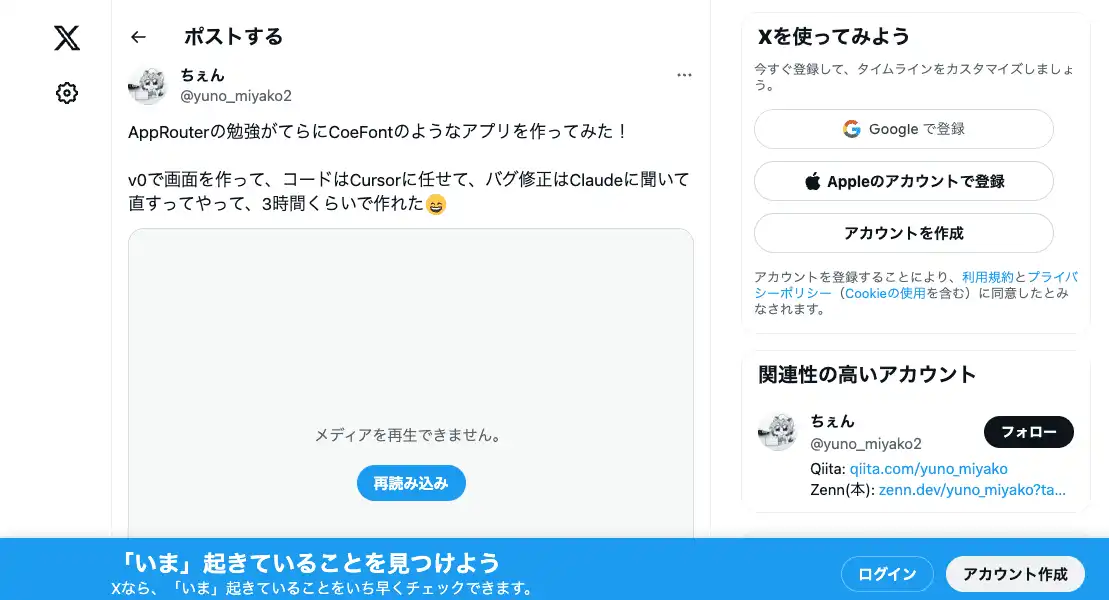 ポストする
ちぇん
@yuno_miyako2
AppRouterの勉強がてらにCoeFontのようなアプリを作ってみた！
v0で画面を作って、コードはCursorに任せて、バグ修正はClaudeに聞いて
直すってやって、3時間くらいで作れた😄
メディアを再生できません。
再読み込み
Xを使ってみよう
今すぐ登録して、タイムラインをカスタマイズしましょ
う。
Google で登録
Appleのアカウントで登録
アカウントを作成
アカウントを登録することにより、利用規約とプライバ
シーポリシー（Cookieの使用を含む）に同意したとみ
なされます。
関連性の高いアカウント
ちぇん
@yuno_miyako2
フォロー
Qiita: qiita.com/yuno_miyako
Zenn(本): zenn.dev/yuno_miyako?ta...
「いま」起きていることを見つけよう
Xなら、「いま」起きていることをいち早くチェックできます。
ログイン
アカウント作成